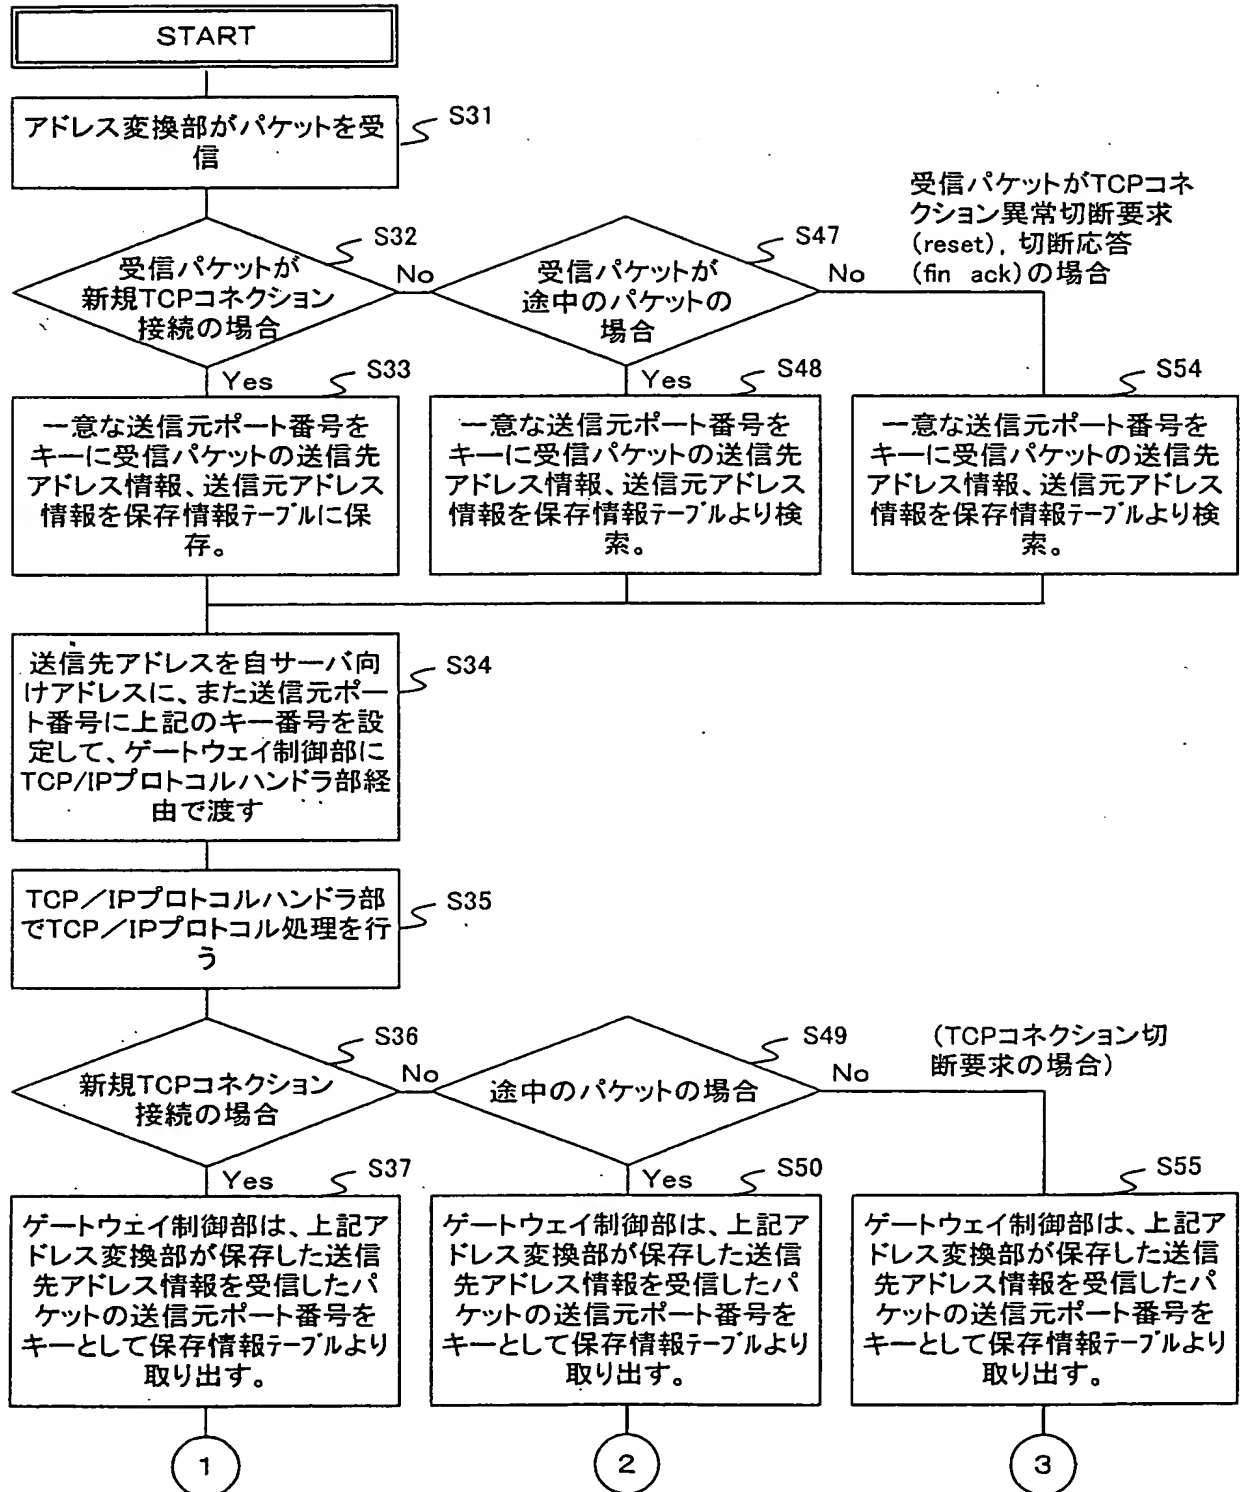 START
アドレス変換部がパケットを受
信
S31
受信パケットが
新規TCPコネクション
接続の場合
S32
No
受信パケットが
途中のパケットの
場合
S47
No
受信パケットがTCPコネ
クション異常切断要求
(reset), 切断応答
(fin ack)の場合
Yes
S33
一意な送信元ポート番号を
キーに受信パケットの送信先
アドレス情報、送信元アドレス
情報を保存情報テーブルに保
存。
Yes
S48
一意な送信元ポート番号を
キーに受信パケットの送信先
アドレス情報、送信元アドレス
情報を保存情報テーブルより検
索。
S54
一意な送信元ポート番号を
キーに受信パケットの送信先
アドレス情報、送信元アドレス
情報を保存情報テーブルより検
索。
送信先アドレスを自サーバ向
けアドレスに、また送信元ポー
ト番号に上記のキー番号を設
定して、ゲートウェイ制御部に
TCP/IPプロトコルハンドラ部経
由で渡す
S34
TCP/IPプロトコルハンドラ部
でTCP/IPプロトコル処理を行
う
S35
新規TCPコネクション
接続の場合
S36
No
途中のパケットの場合
S49
No
(TCPコネクション切
断要求の場合)
Yes
S37
ゲートウェイ制御部は、上記ア
ドレス変換部が保存した送信
先アドレス情報を受信したパ
ケットの送信元ポート番号を
キーとして保存情報テーブルより
取り出す。
Yes
S50
ゲートウェイ制御部は、上記ア
ドレス変換部が保存した送信
先アドレス情報を受信したパ
ケットの送信元ポート番号を
キーとして保存情報テーブルより
取り出す。
S55
ゲートウェイ制御部は、上記ア
ドレス変換部が保存した送信
先アドレス情報を受信したパ
ケットの送信元ポート番号を
キーとして保存情報テーブルより
取り出す。
1
2
3